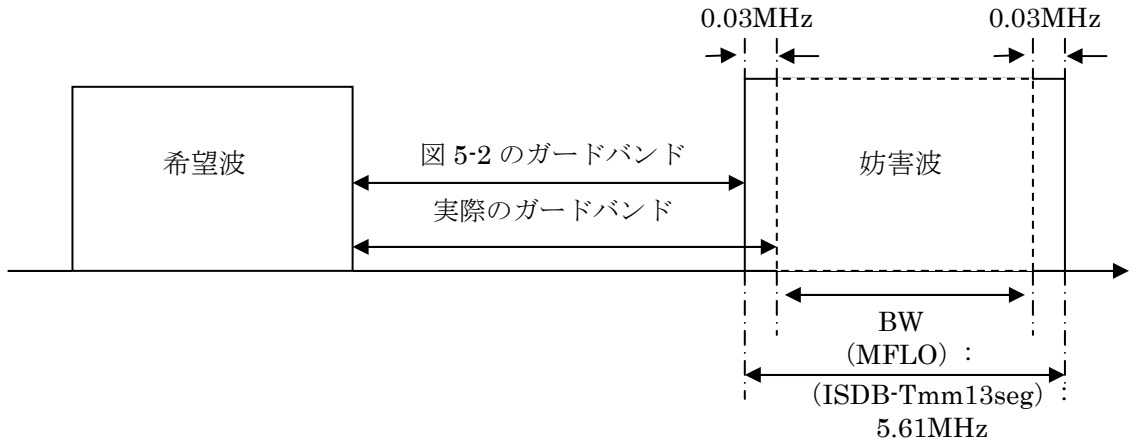 0.03MHz
0.03MHz
希望波
図 5-2 のガードバンド
妨害波
実際のガードバンド
BW
（MFLO）：
（ISDB-Tmm13seg）：
5.61MHz